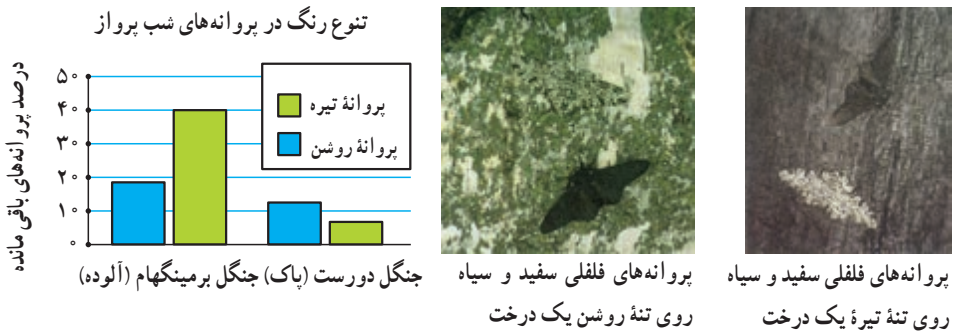 تنوع رنگ در پروانه‌های شب پرواز
درصد پروانه‌های باقی مانده
۵۰
۴۰
۳۰
۲۰
۱۰
۰
پروانهٔ تیره
پروانهٔ روشن
جنگل دورست (پاک) جنگل برمینگهام (آلوده)
پروانه‌های فلفلی سفید و سیاه
روی تنهٔ تیرهٔ یک درخت
پروانه‌های فلفلی سفید و سیاه
روی تنهٔ روشن یک درخت